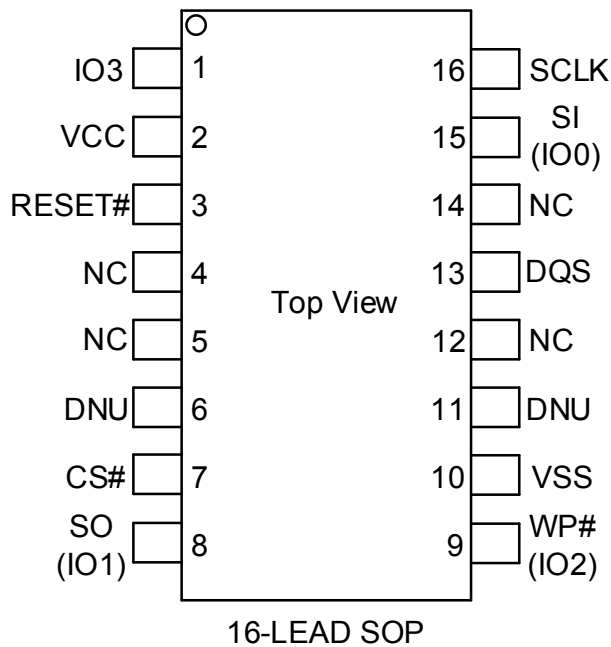 IO3 1 16 SCLK
VCC 2 15 SI
(IO0)
RESET# 3 14 NC
NC 4 13 DQS
Top View
NC 5 12 NC
DNU 6 11 DNU
CS# 7 10 VSS
SO 8 9 WP#
(IO1) (IO2)
16-LEAD SOP